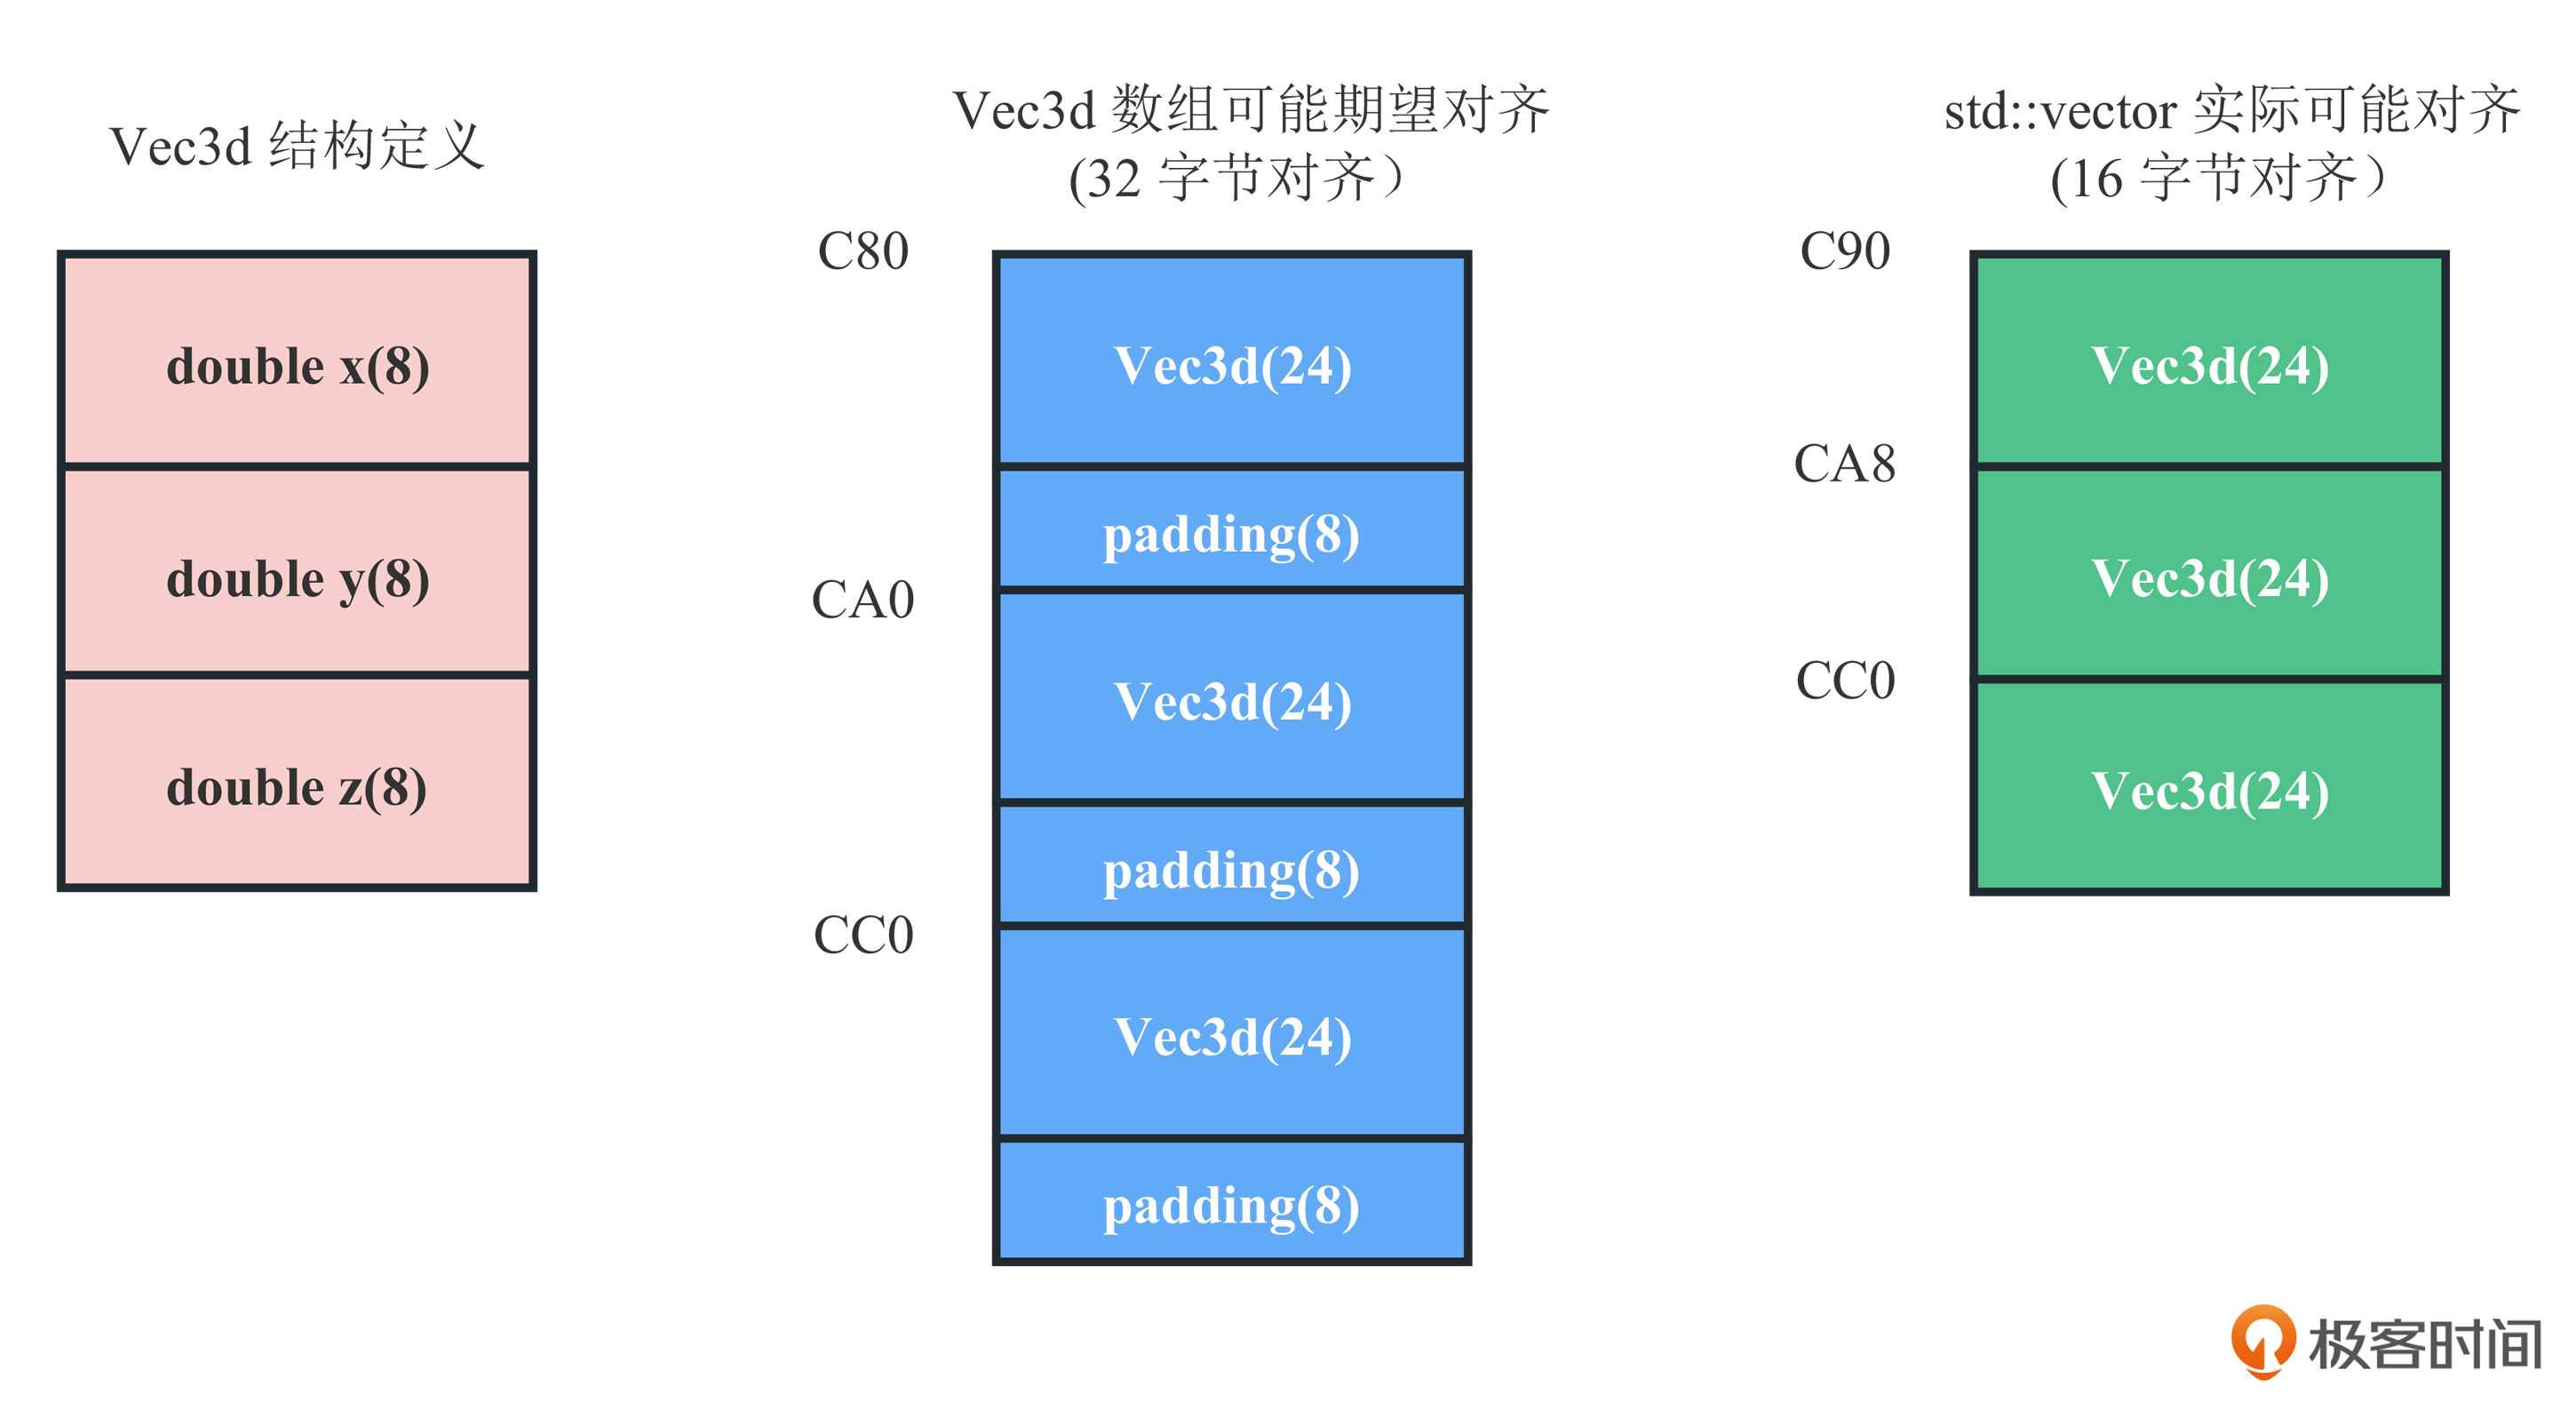 Vec3d 结构定义
double x(8)
double y(8)
double z(8)
Vec3d 数组可能期望对齐
(32 字节对齐）
C80
Vec3d(24)
padding(8)
CA0
Vec3d(24)
padding(8)
CC0
Vec3d(24)
padding(8)
std::vector 实际可能对齐
(16 字节对齐）
C90
Vec3d(24)
CA8
Vec3d(24)
CC0
Vec3d(24)
极客时间